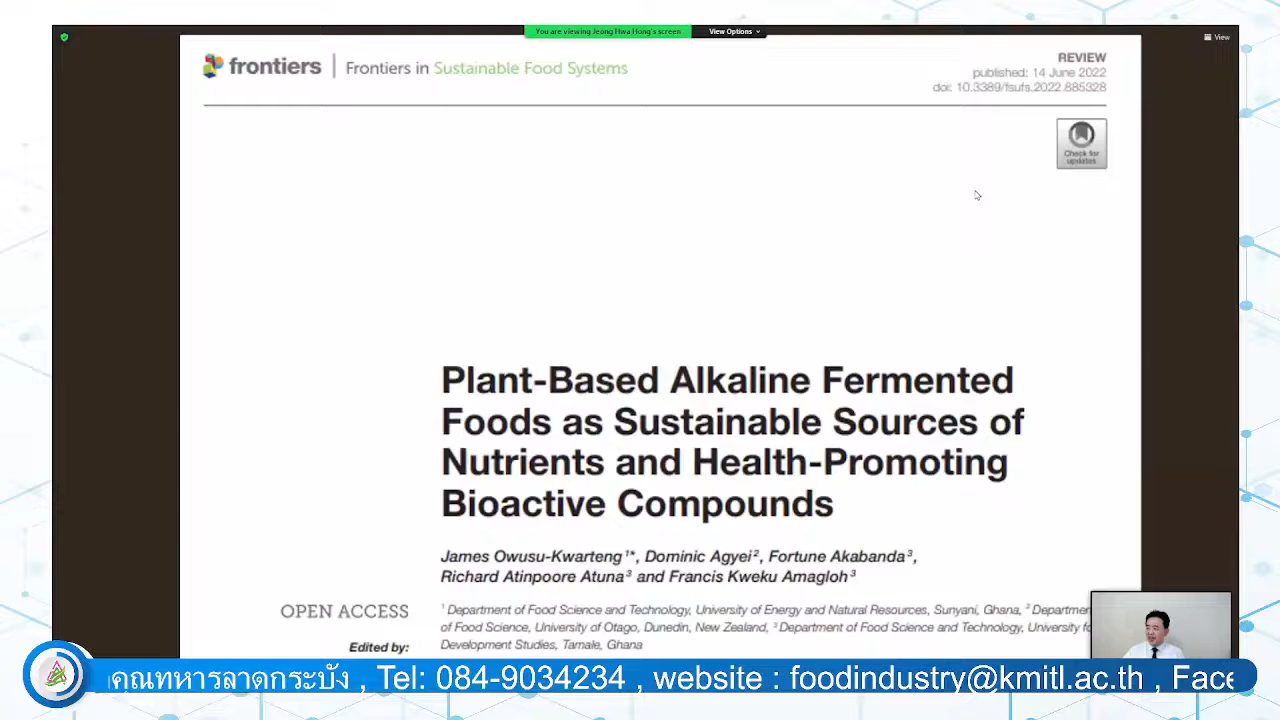 You are viewing Jeong Hwa Hong's screen
View Options
View
frontiers | Frontiers in Sustainable Food Systems
REVIEW
published: 14 June 2022
doi: 10.3389/fsufs.2022.885328
Check for
updates
Plant-Based Alkaline Fermented
Foods as Sustainable Sources of
Nutrients and Health-Promoting
Bioactive Compounds
James Owusu-Kwarteng 1*, Dominic Agyei 2, Fortune Akabanda 3,
Richard Atinpoore Atuna 3 and Francis Kweku Amagloh 3
OPEN ACCESS
1 Department of Food Science and Technology, University of Energy and Natural Resources, Sunyani, Ghana, 2 Departmen
of Food Science, University of Otago, Dunedin, New Zealand, 3 Department of Food Science and Technology, University fo
Development Studies, Tamale, Ghana
Edited by:
คุณทหารลาดกระบัง , Tel: 084-9034234 , website : foodindustry@kmitl.ac.th , Face